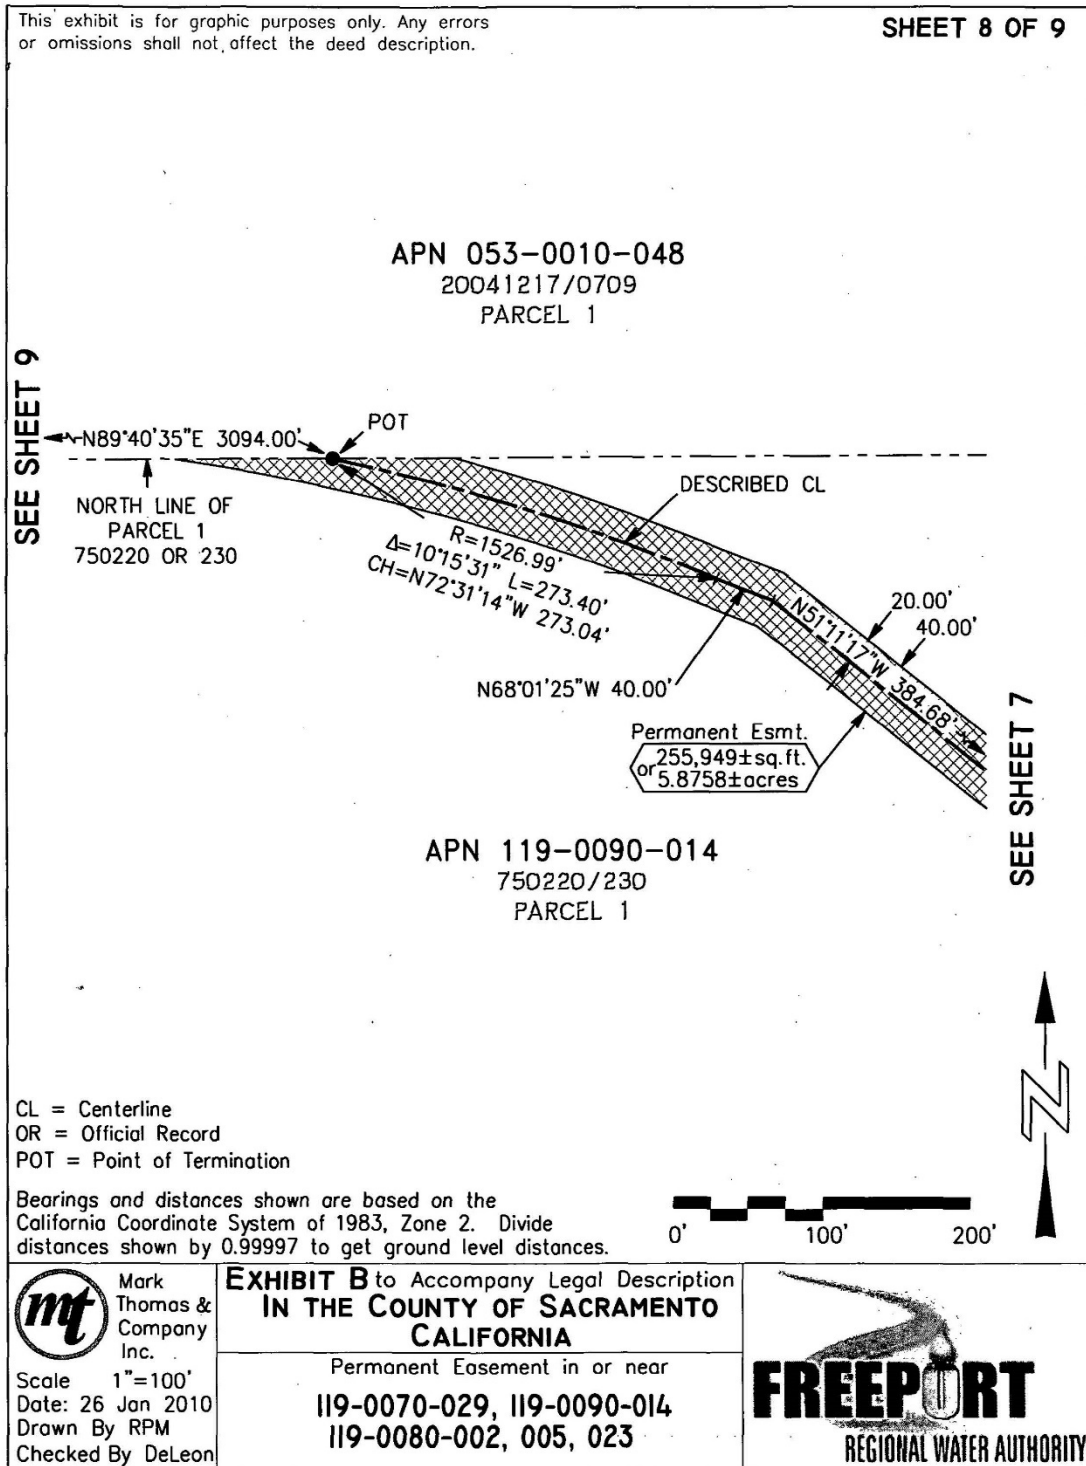 This exhibit is for graphic purposes only. Any errors
or omissions shall not affect the deed description.
SHEET 8 OF 9
APN 053-0010-048
20041217/0709
PARCEL 1
SEE SHEET 9
N89°40'35"E 3094.00'
POT
NORTH LINE OF
PARCEL 1
750220 OR 230
DESCRIBED CL
R=1526.99'
Δ=10°15'31" L=273.40'
CH=N72°31'14"W 273.04'
N51°11'17"W 384.68'
20.00'
40.00'
N68°01'25"W 40.00'
Permanent Esmt.
255,949±sq.ft.
or 5.8758±acres
SEE SHEET 7
APN 119-0090-014
750220/230
PARCEL 1
N
CL = Centerline
OR = Official Record
POT = Point of Termination
Bearings and distances shown are based on the
California Coordinate System of 1983, Zone 2. Divide
distances shown by 0.99997 to get ground level distances.
0' 100' 200'
mt
Mark
Thomas &
Company
Inc.
Scale 1"=100'
Date: 26 Jan 2010
Drawn By RPM
Checked By DeLeon
EXHIBIT B to Accompany Legal Description
IN THE COUNTY OF SACRAMENTO
CALIFORNIA
Permanent Easement in or near
119-0070-029, 119-0090-014
119-0080-002, 005, 023
FREEPORT
REGIONAL WATER AUTHORITY